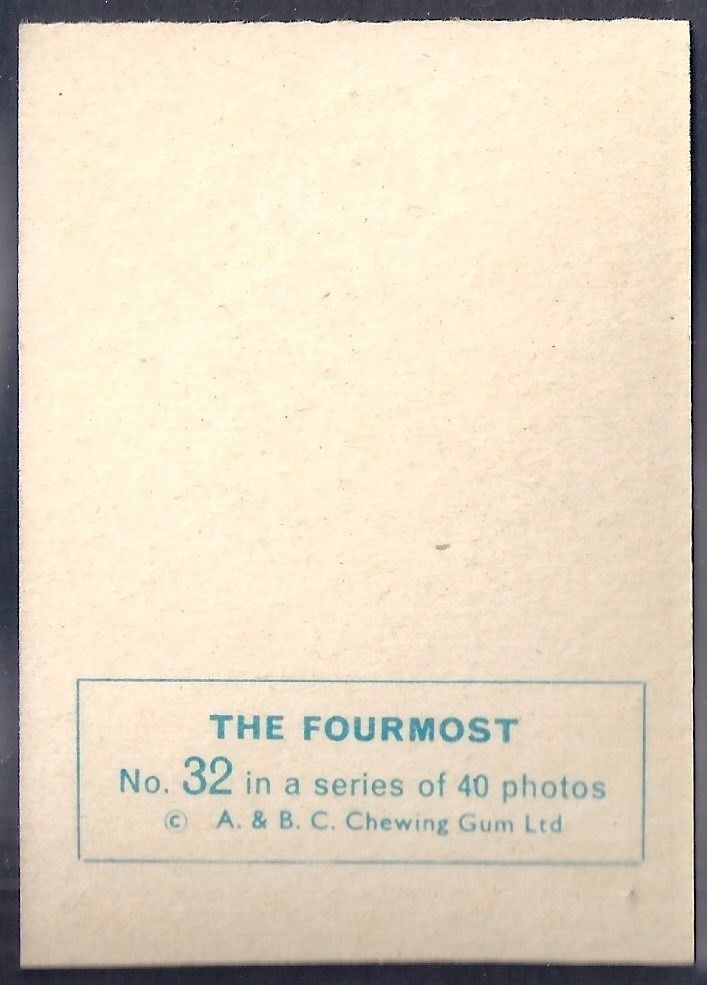 THE FOURMOST
No. 32 in a series of 40 photos
© A. & B. C. Chewing Gum Ltd